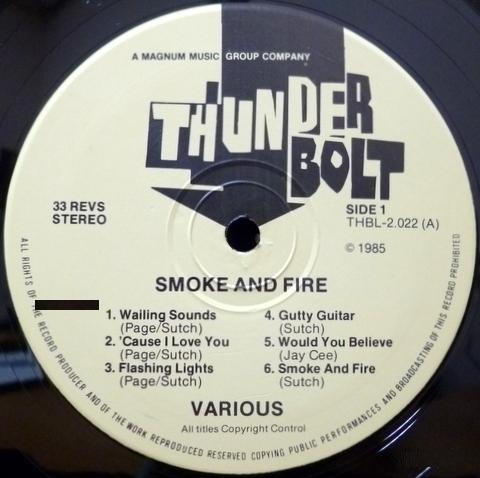 A MAGNUM MUSIC GROUP COMPANY
THUNDER
BOLT
33 REVS
STEREO
SIDE 1
THBL-2.022 (A)
© 1985
SMOKE AND FIRE
1. Wailing Sounds
(Page/Sutch)
2. 'Cause I Love You
(Page/Sutch)
3. Flashing Lights
(Page/Sutch)
4. Gutty Guitar
(Sutch)
5. Would You Believe
(Jay Cee)
6. Smoke And Fire
(Sutch)
VARIOUS
All titles Copyright Control
ALL RIGHTS OF RECORD PRODUCER AND OF THE WORK REPRODUCED RESERVED COPYING PUBLIC PERFORMANCES AND BROADCASTING OF THIS RECORD PROHIBITED